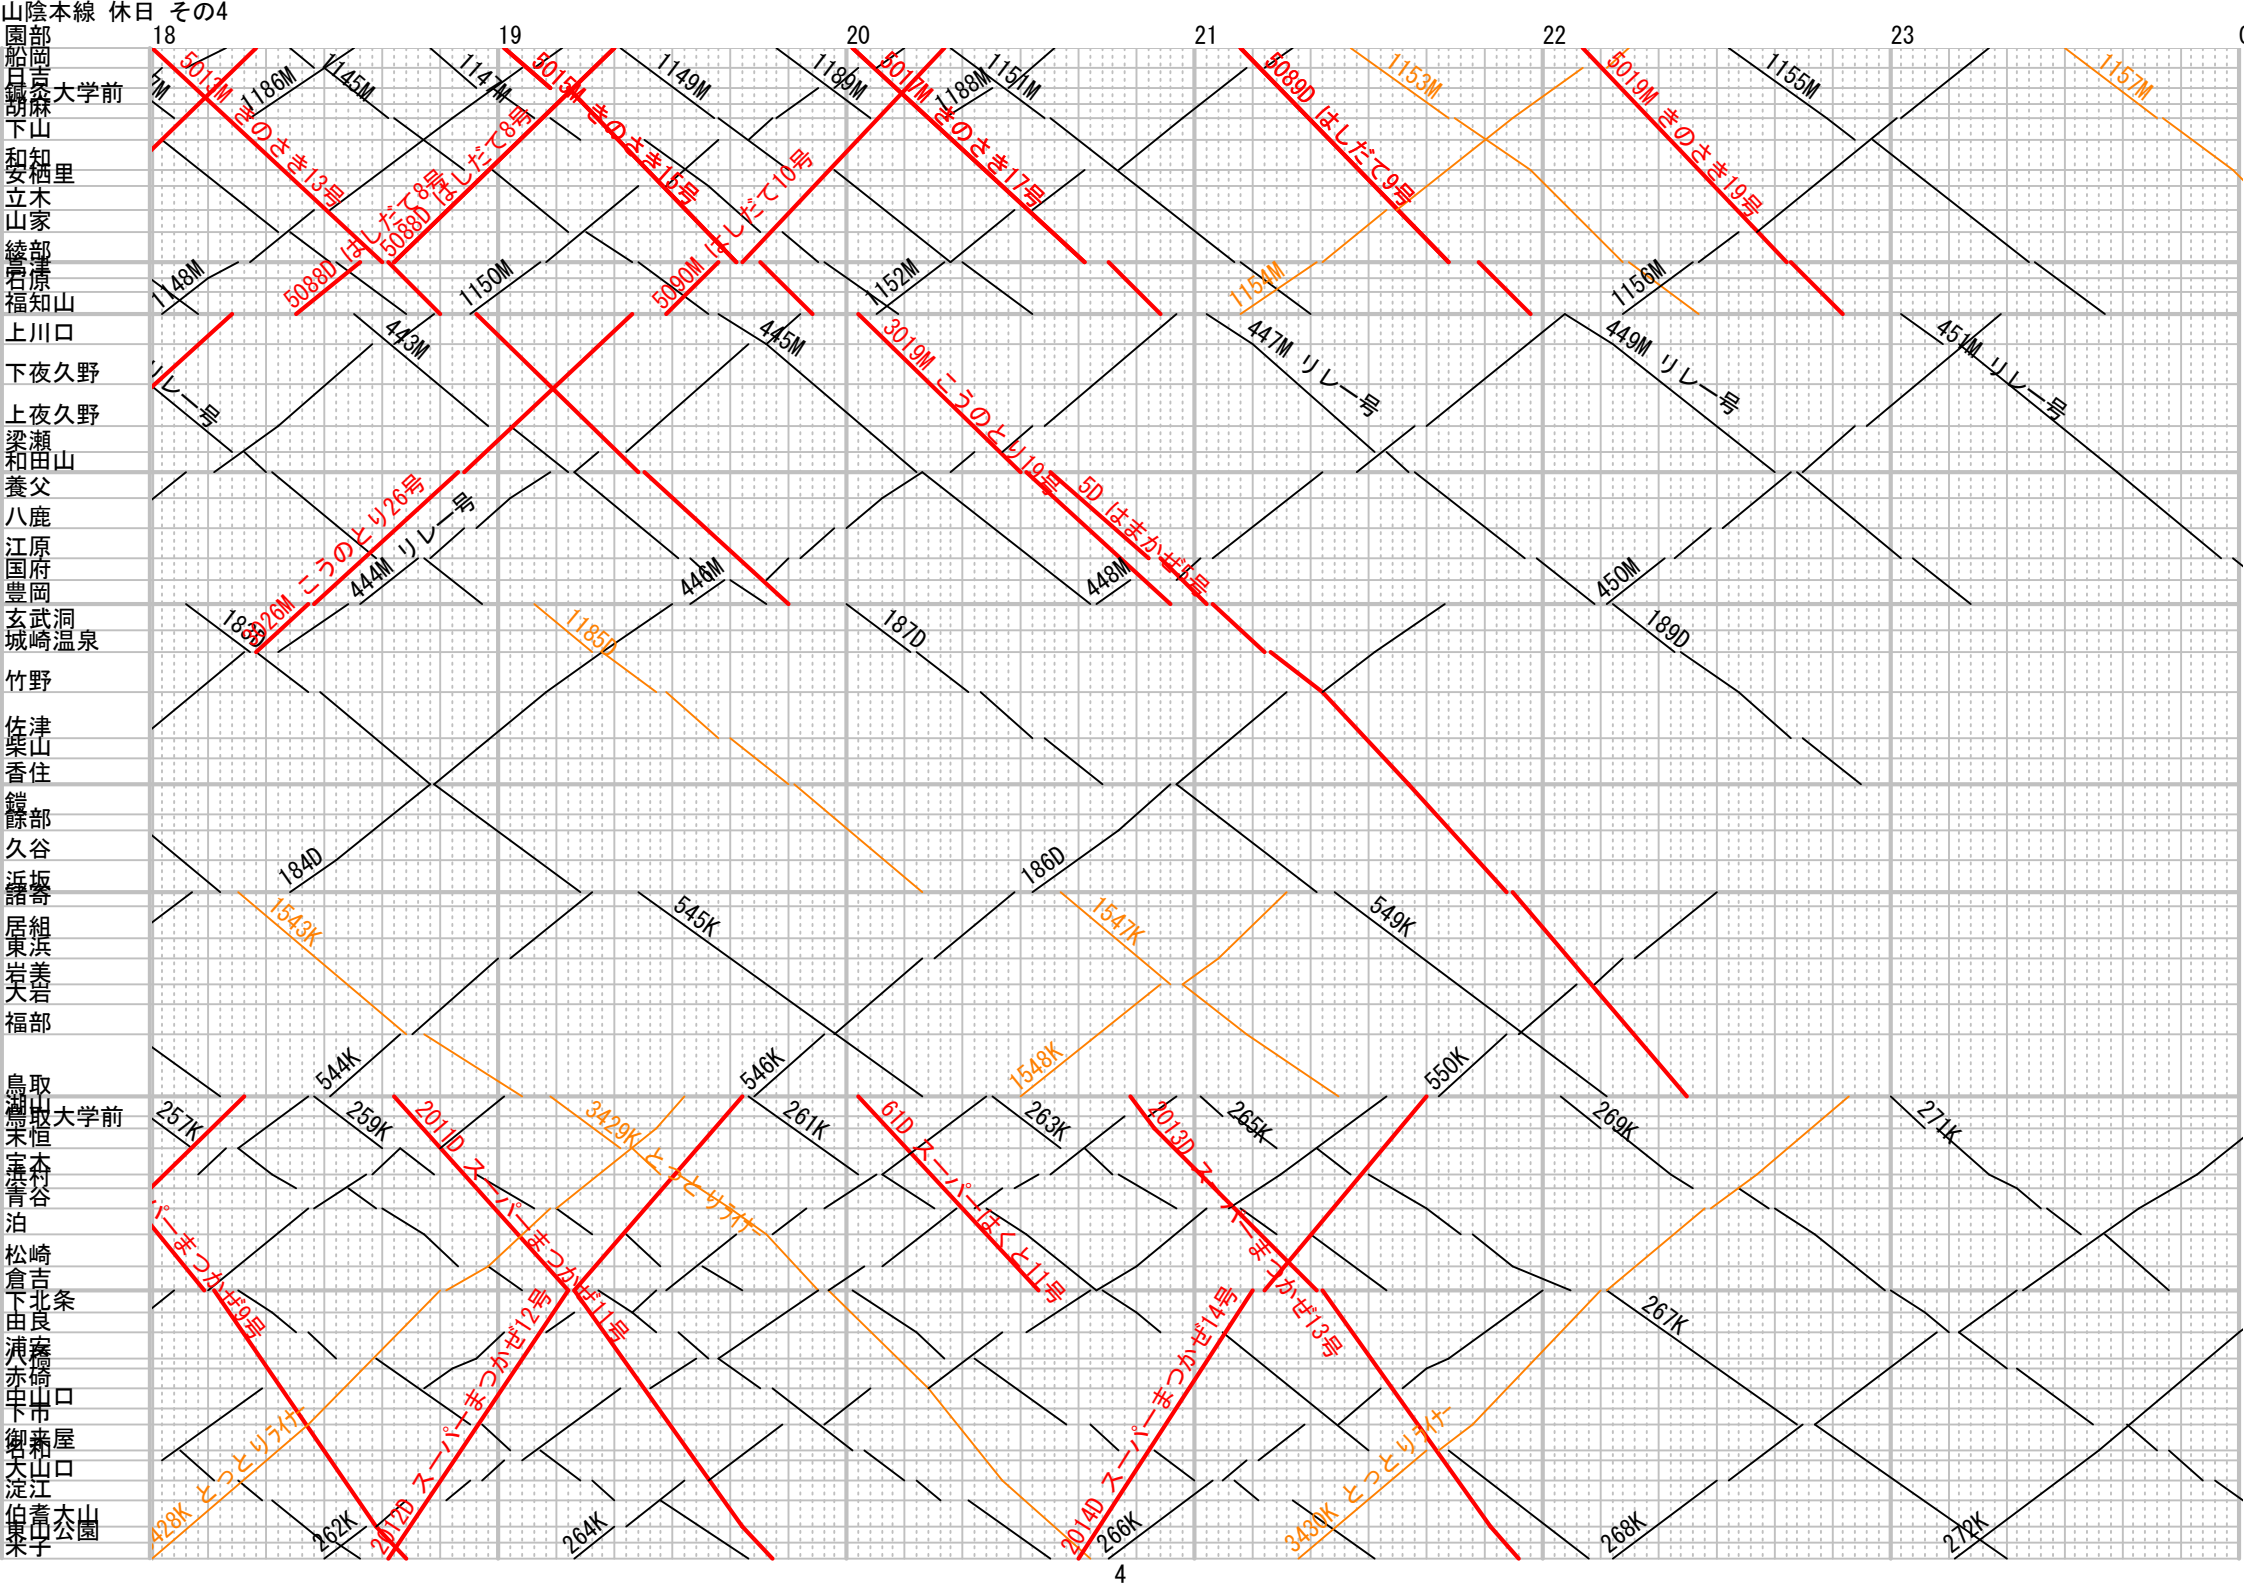 山陰本線 休日 その4
18 19 20 21 22 23
園部
船岡
日吉
鍼灸大学前
胡麻
下山
和知
安栖里
立木
山家
綾部
高津
石原
福知山
上川口
下夜久野
上夜久野
梁瀬
和田山
養父
八鹿
江原
国府
豊岡
玄武洞
城崎温泉
竹野
佐津
柴山
香住
鎧
餘部
久谷
浜坂
諸寄
居組
東浜
岩美
大岩
福部
鳥取
湖山
鳥取大学前
末恒
宝木
浜村
青谷
泊
松崎
倉吉
下北条
由良
浦安
八橋
赤碕
中山口
下市
御来屋
名和
大山口
淀江
伯耆大山
東山公園
米子
5013M きのさき13号
1186M
1145M
1147M
5015M きのさき15号
1149M
1189M
5017M きのさき17号
1188M
1151M
5089D はしだて9号
1153M
5019M きのさき19号
1155M
1157M
1148M
5088D はしだて8号
5088D はしだて8号
1150M
5090M はしだて10号
1152M
1154M
1156M
リレー号
443M
445M
3019M こうのとり19号
447M リレー号
449M リレー号
451M リレー号
3026M こうのとり26号
444M リレー号
446M
5D はまかぜ5号
448M
450M
183D
1185D
187D
189D
184D
186D
1543K
545K
1547K
549K
544K
546K
1548K
550K
257K
259K
2011D スーパーまつかぜ11号
3429K とっとりライナー
261K
61D スーパーはくと11号
263K
2013D スーパーまつかぜ13号
265K
269K
271K
パーまつかぜ9号
267K
428K とっとりライナー
262K
2012D スーパーまつかぜ12号
264K
2014D スーパーまつかぜ14号
266K
3430K とっとりライナー
268K
272K
4